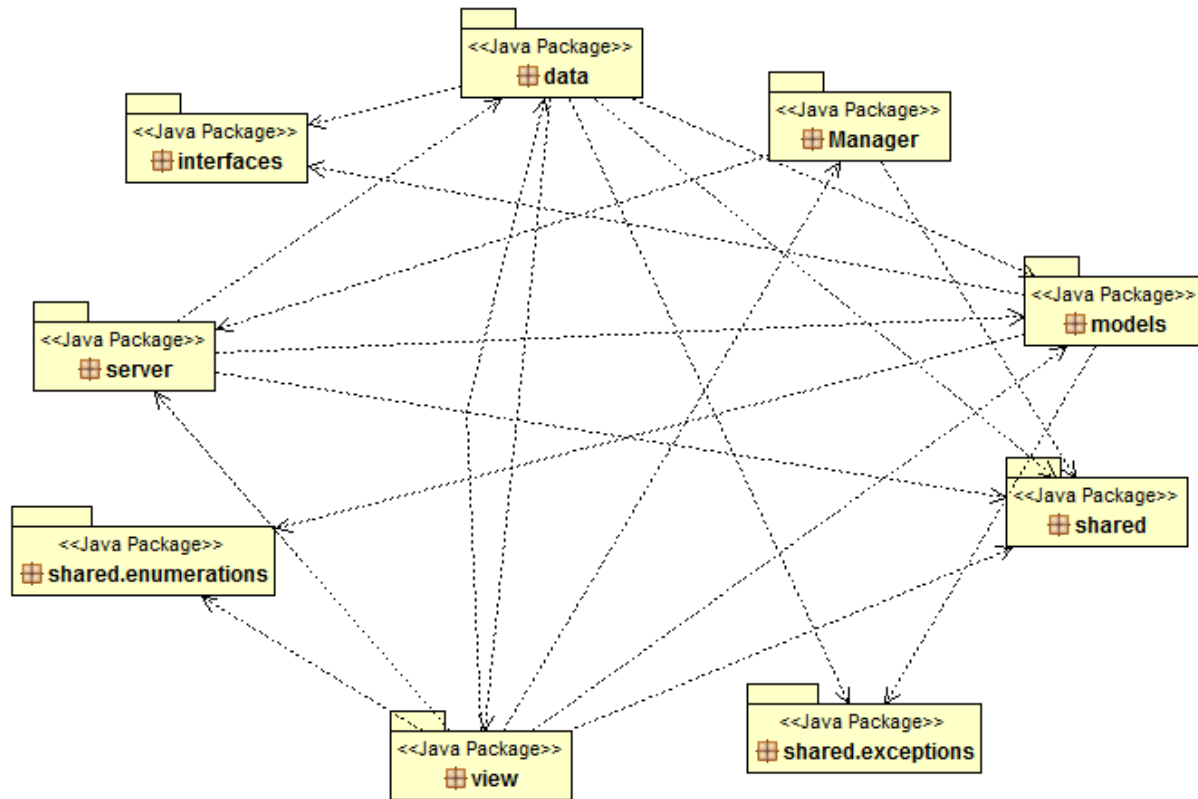 <<Java Package>>
data
<<Java Package>>
Manager
<<Java Package>>
interfaces
<<Java Package>>
models
<<Java Package>>
server
<<Java Package>>
shared
<<Java Package>>
shared.enumerations
<<Java Package>>
shared.exceptions
<<Java Package>>
view